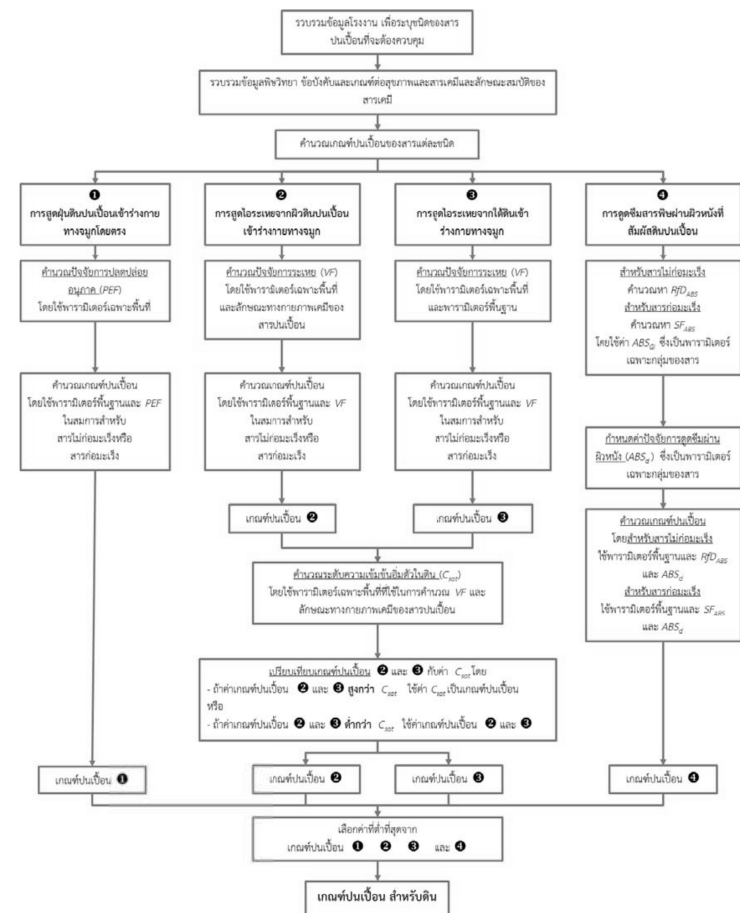 รวบรวมข้อมูลโรงงาน เพื่อระบุชนิดของสาร
ปนเปื้อนที่จะต้องควบคุม
รวบรวมข้อมูลพิษวิทยา ข้อบังคับและเกณฑ์ต่อสุขภาพและสารเคมีและลักษณะสมบัติของ
สารเคมี
คำนวณเกณฑ์ปนเปื้อนของสารแต่ละชนิด
❶
การสูดฝุ่นดินปนเปื้อนเข้าร่างกาย
ทางจมูกโดยตรง
คำนวณปัจจัยการปลดปล่อย
อนุภาค (PEF)
โดยใช้พารามิเตอร์เฉพาะพื้นที่
คำนวณเกณฑ์ปนเปื้อน
โดยใช้พารามิเตอร์พื้นฐานและ PEF
ในสมการสำหรับ
สารไม่ก่อมะเร็งหรือ
สารก่อมะเร็ง
❷
การสูดไอระเหยจากผิวดินปนเปื้อน
เข้าร่างกายทางจมูก
คำนวณปัจจัยการระเหย (VF)
โดยใช้พารามิเตอร์เฉพาะพื้นที่
และลักษณะทางกายภาพเคมีของ
สารปนเปื้อน
คำนวณเกณฑ์ปนเปื้อน
โดยใช้พารามิเตอร์พื้นฐานและ VF
ในสมการสำหรับ
สารไม่ก่อมะเร็งหรือ
สารก่อมะเร็ง
เกณฑ์ปนเปื้อน ❷
❸
การสูดไอระเหยจากใต้ดินเข้า
ร่างกายทางจมูก
คำนวณปัจจัยการระเหย (VF)
โดยใช้พารามิเตอร์เฉพาะพื้นที่
และพารามิเตอร์พื้นฐาน
คำนวณเกณฑ์ปนเปื้อน
โดยใช้พารามิเตอร์พื้นฐานและ VF
ในสมการสำหรับ
สารไม่ก่อมะเร็งหรือ
สารก่อมะเร็ง
เกณฑ์ปนเปื้อน ❸
❹
การดูดซึมสารพิษผ่านผิวหนังที่
สัมผัสดินปนเปื้อน
สำหรับสารไม่ก่อมะเร็ง
คำนวณหา RfD_ABS
สำหรับสารก่อมะเร็ง
คำนวณหา SF_ABS
โดยใช้ค่า ABS_GI ซึ่งเป็นพารามิเตอร์
เฉพาะกลุ่มของสาร
กำหนดค่าปัจจัยการดูดซึมผ่าน
ผิวหนัง (ABS_d) ซึ่งเป็นพารามิเตอร์
เฉพาะกลุ่มของสาร
คำนวณเกณฑ์ปนเปื้อน
โดยสำหรับสารไม่ก่อมะเร็ง
ใช้พารามิเตอร์พื้นฐานและ RfD_ABS
และ ABS_d
สำหรับสารก่อมะเร็ง
ใช้พารามิเตอร์พื้นฐานและ SF_ABS
และ ABS_d
คำนวณระดับความเข้มข้นอิ่มตัวในดิน (C_sat)
โดยใช้พารามิเตอร์เฉพาะพื้นที่ที่ใช้ในการคำนวณ VF และ
ลักษณะทางกายภาพเคมีของสารปนเปื้อน
เปรียบเทียบเกณฑ์ปนเปื้อน ❷ และ ❸ กับค่า C_sat โดย
- ถ้าค่าเกณฑ์ปนเปื้อน ❷ และ ❸ สูงกว่า C_sat ใช้ค่า C_sat เป็นเกณฑ์ปนเปื้อน
หรือ
- ถ้าค่าเกณฑ์ปนเปื้อน ❷ และ ❸ ต่ำกว่า C_sat ใช้ค่าเกณฑ์ปนเปื้อน ❷ และ ❸
เกณฑ์ปนเปื้อน ❶
เกณฑ์ปนเปื้อน ❷
เกณฑ์ปนเปื้อน ❸
เกณฑ์ปนเปื้อน ❹
เลือกค่าที่ต่ำที่สุดจาก
เกณฑ์ปนเปื้อน ❶ ❷ ❸ และ ❹
เกณฑ์ปนเปื้อน สำหรับดิน